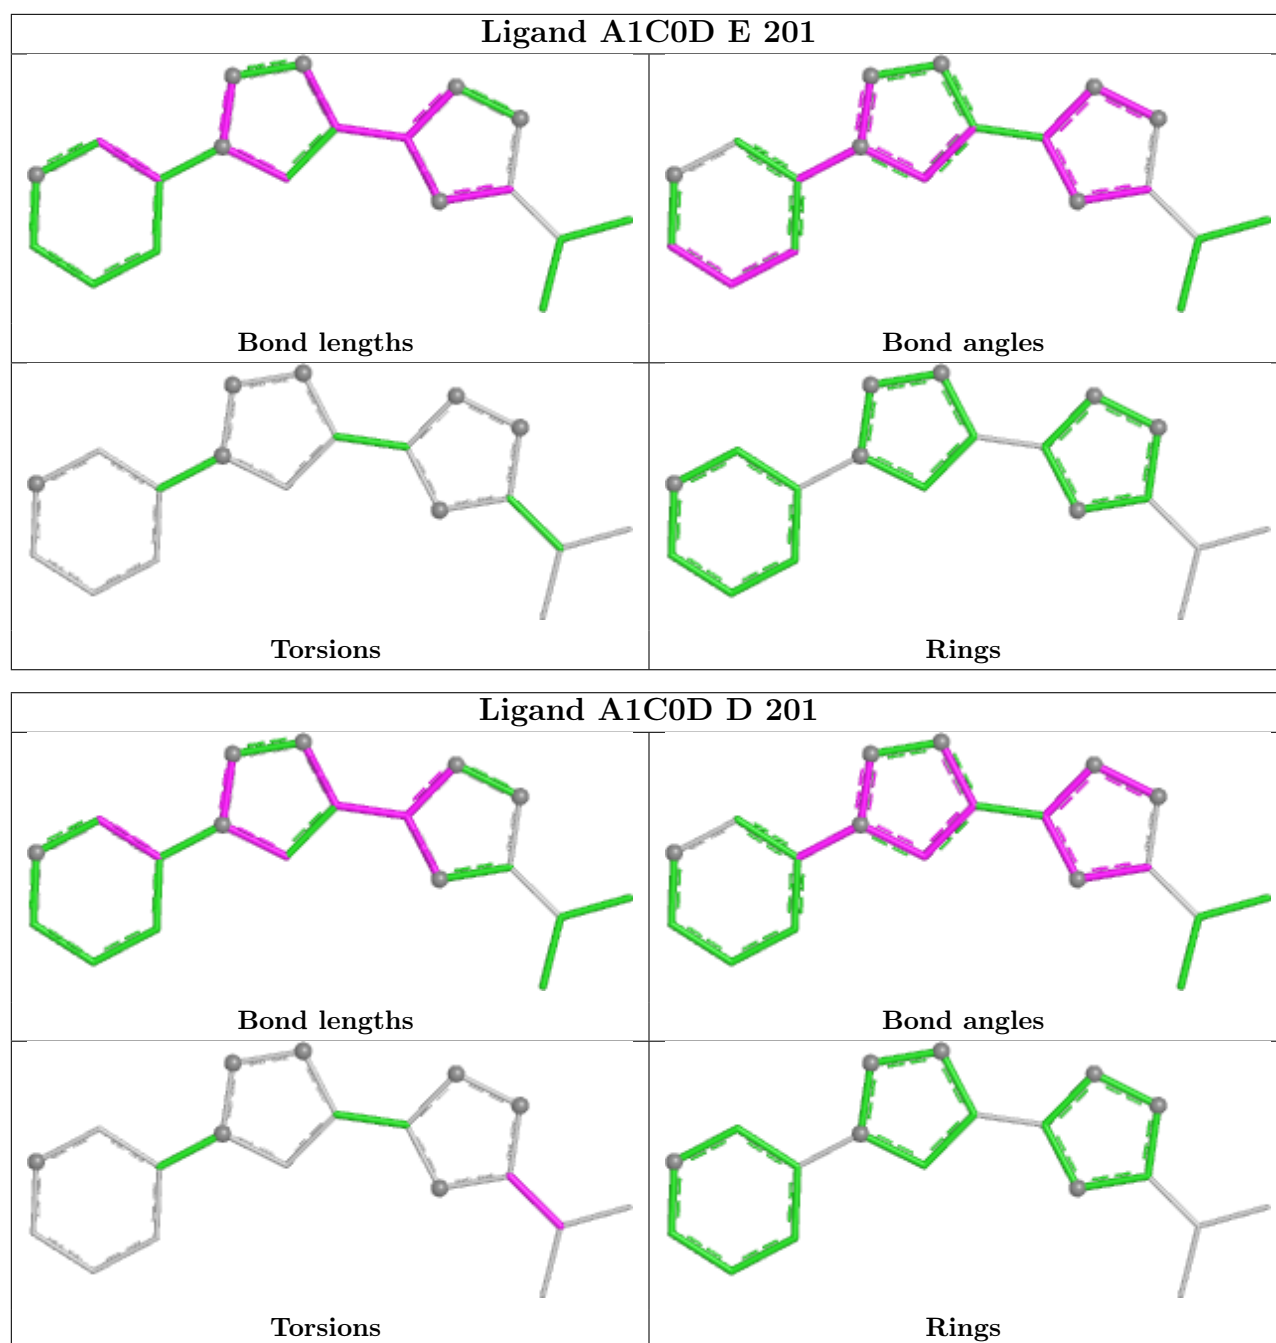 Ligand A1C0D E 201
Bond lengths
Bond angles
Torsions
Rings
Ligand A1C0D D 201
Bond lengths
Bond angles
Torsions
Rings